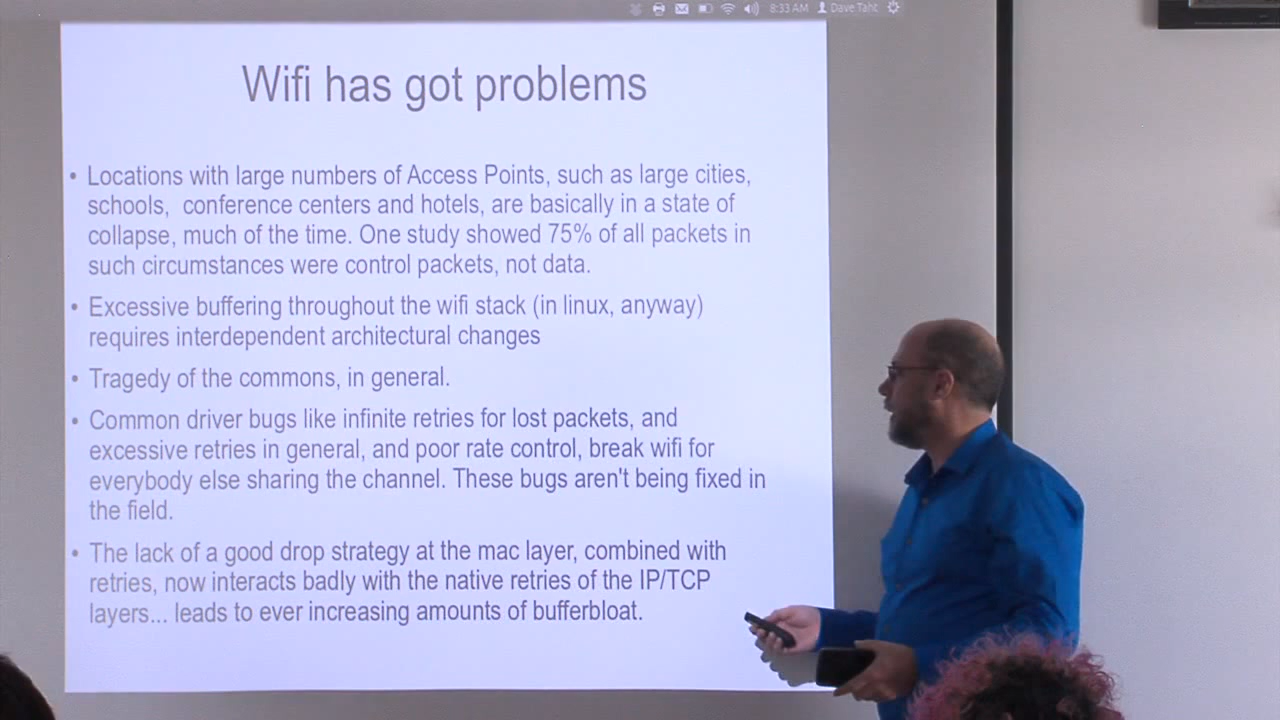 8:33 AM Dave Taht
Wifi has got problems
• Locations with large numbers of Access Points, such as large cities,
schools, conference centers and hotels, are basically in a state of
collapse, much of the time. One study showed 75% of all packets in
such circumstances were control packets, not data.
• Excessive buffering throughout the wifi stack (in linux, anyway)
requires interdependent architectural changes
• Tragedy of the commons, in general.
• Common driver bugs like infinite retries for lost packets, and
excessive retries in general, and poor rate control, break wifi for
everybody else sharing the channel. These bugs aren't being fixed in
the field.
• The lack of a good drop strategy at the mac layer, combined with
retries, now interacts badly with the native retries of the IP/TCP
layers... leads to ever increasing amounts of bufferbloat.